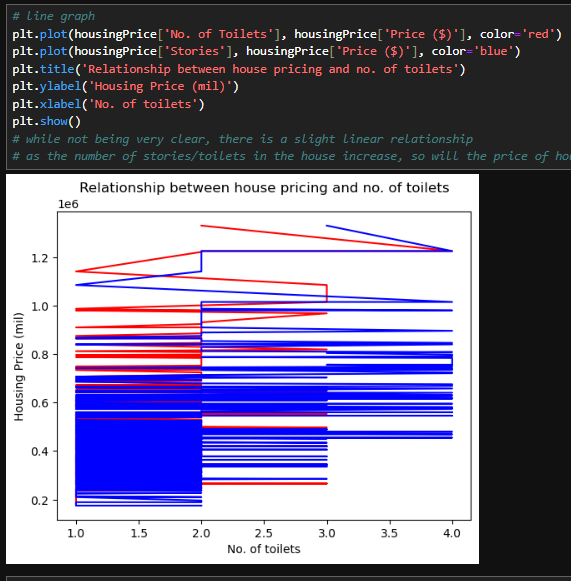 # line graph
plt.plot(housingPrice['No. of Toilets'], housingPrice['Price ($)'], color='red')
plt.plot(housingPrice['Stories'], housingPrice['Price ($)'], color='blue')
plt.title('Relationship between house pricing and no. of toilets')
plt.ylabel('Housing Price (mil)')
plt.xlabel('No. of toilets')
plt.show()
# while not being very clear, there is a slight linear relationship
# as the number of stories/toilets in the house increase, so will the price of
Relationship between house pricing and no. of toilets
1e6
1.2
1.0
0.8
0.6
0.4
0.2
Housing Price (mil)
1.0 1.5 2.0 2.5 3.0 3.5 4.0
No. of toilets